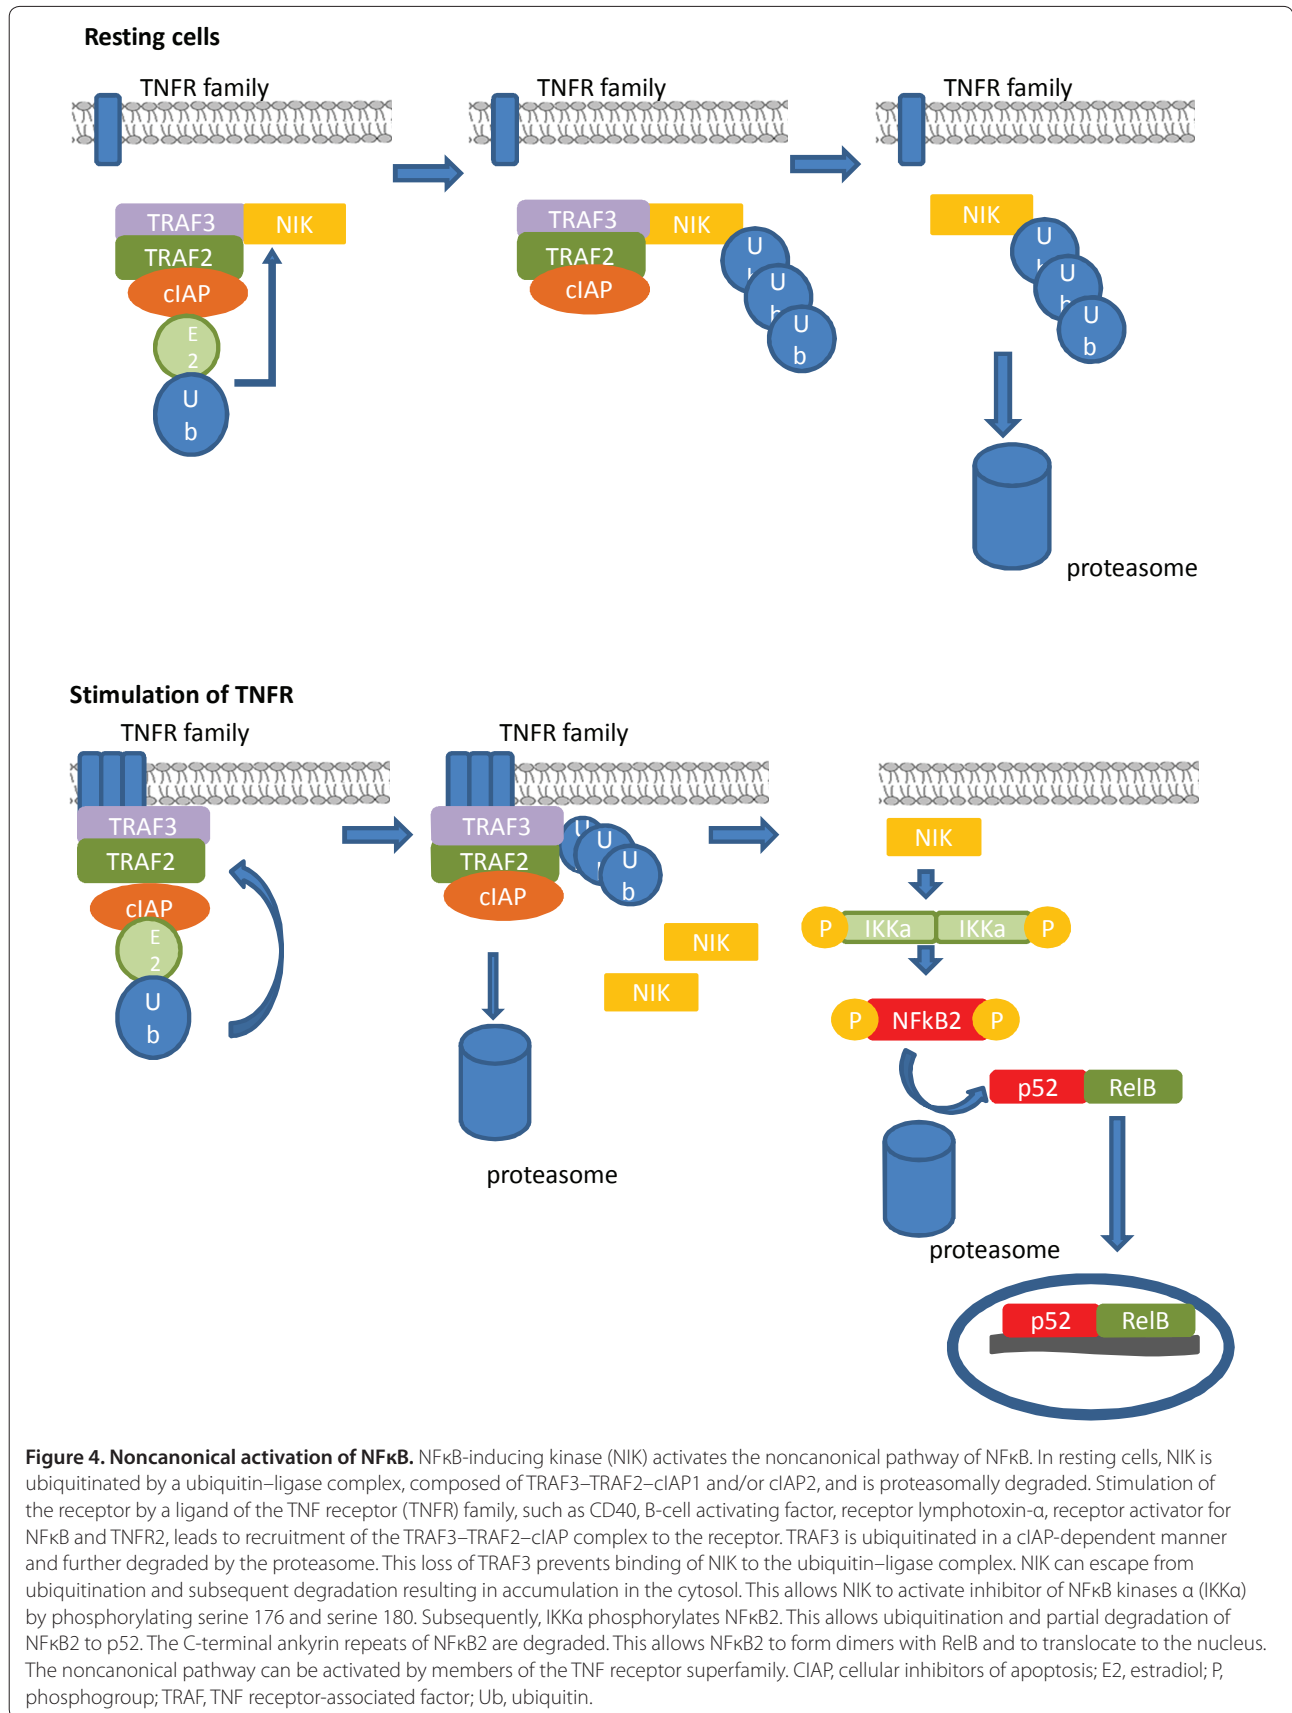 Resting cells
TNFR family
TNFR family
TNFR family
TRAF3
NIK
TRAF2
cIAP
E
2
U
b
TRAF3
NIK
TRAF2
cIAP
U
b
U
b
U
b
NIK
U
b
U
b
U
b
proteasome
Stimulation of TNFR
TNFR family
TNFR family
TRAF3
TRAF2
cIAP
E
2
U
b
TRAF3
TRAF2
cIAP
U
U
U
b
NIK
NIK
proteasome
NIK
P
IKKa
IKKa
P
P
NFkB2
P
p52
RelB
proteasome
p52
RelB
Figure 4. Noncanonical activation of NFκB. NFκB-inducing kinase (NIK) activates the noncanonical pathway of NFκB. In resting cells, NIK is
ubiquitinated by a ubiquitin–ligase complex, composed of TRAF3–TRAF2–cIAP1 and/or cIAP2, and is proteasomally degraded. Stimulation of
the receptor by a ligand of the TNF receptor (TNFR) family, such as CD40, B-cell activating factor, receptor lymphotoxin-α, receptor activator for
NFκB and TNFR2, leads to recruitment of the TRAF3–TRAF2–cIAP complex to the receptor. TRAF3 is ubiquitinated in a cIAP-dependent manner
and further degraded by the proteasome. This loss of TRAF3 prevents binding of NIK to the ubiquitin–ligase complex. NIK can escape from
ubiquitination and subsequent degradation resulting in accumulation in the cytosol. This allows NIK to activate inhibitor of NFκB kinases α (IKKα)
by phosphorylating serine 176 and serine 180. Subsequently, IKKα phosphorylates NFκB2. This allows ubiquitination and partial degradation of
NFκB2 to p52. The C-terminal ankyrin repeats of NFκB2 are degraded. This allows NFκB2 to form dimers with RelB and to translocate to the nucleus.
The noncanonical pathway can be activated by members of the TNF receptor superfamily. CIAP, cellular inhibitors of apoptosis; E2, estradiol; P,
phosphogroup; TRAF, TNF receptor-associated factor; Ub, ubiquitin.